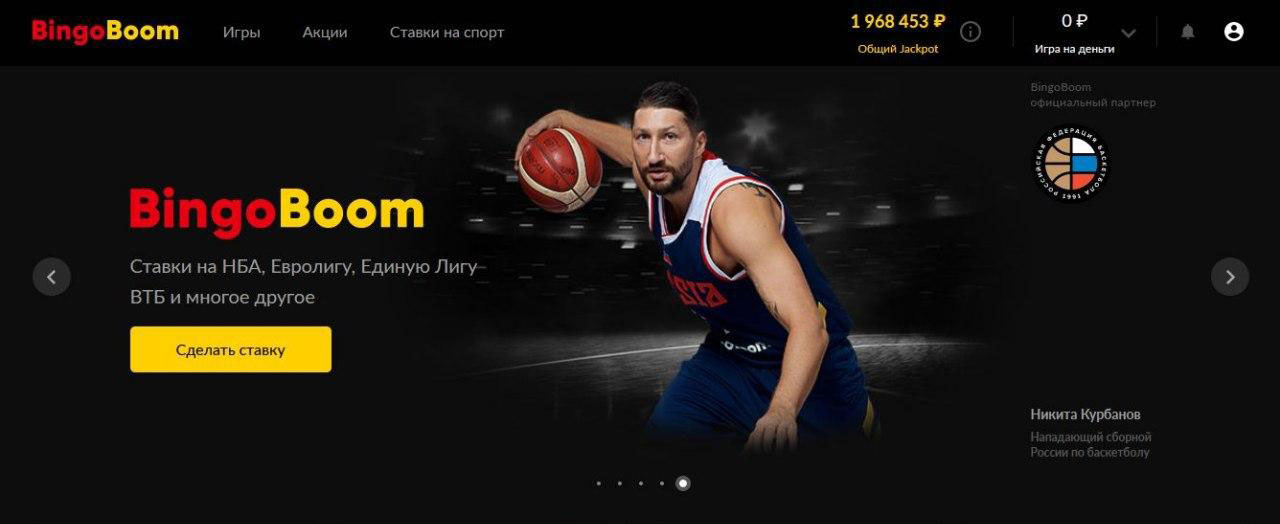 BingoBoom
Игры
Акции
Ставки на спорт
1 968 453 ₽
Общий Jackpot
0 ₽
Игра на деньги
BingoBoom
официальный партнер
РОССИЙСКАЯ ФЕДЕРАЦИЯ БАСКЕТБОЛА 1991
BingoBoom
Ставки на НБА, Евролигу, Единую Лигу
ВТБ и многое другое
Сделать ставку
Никита Курбанов
Нападающий сборной
России по баскетболу